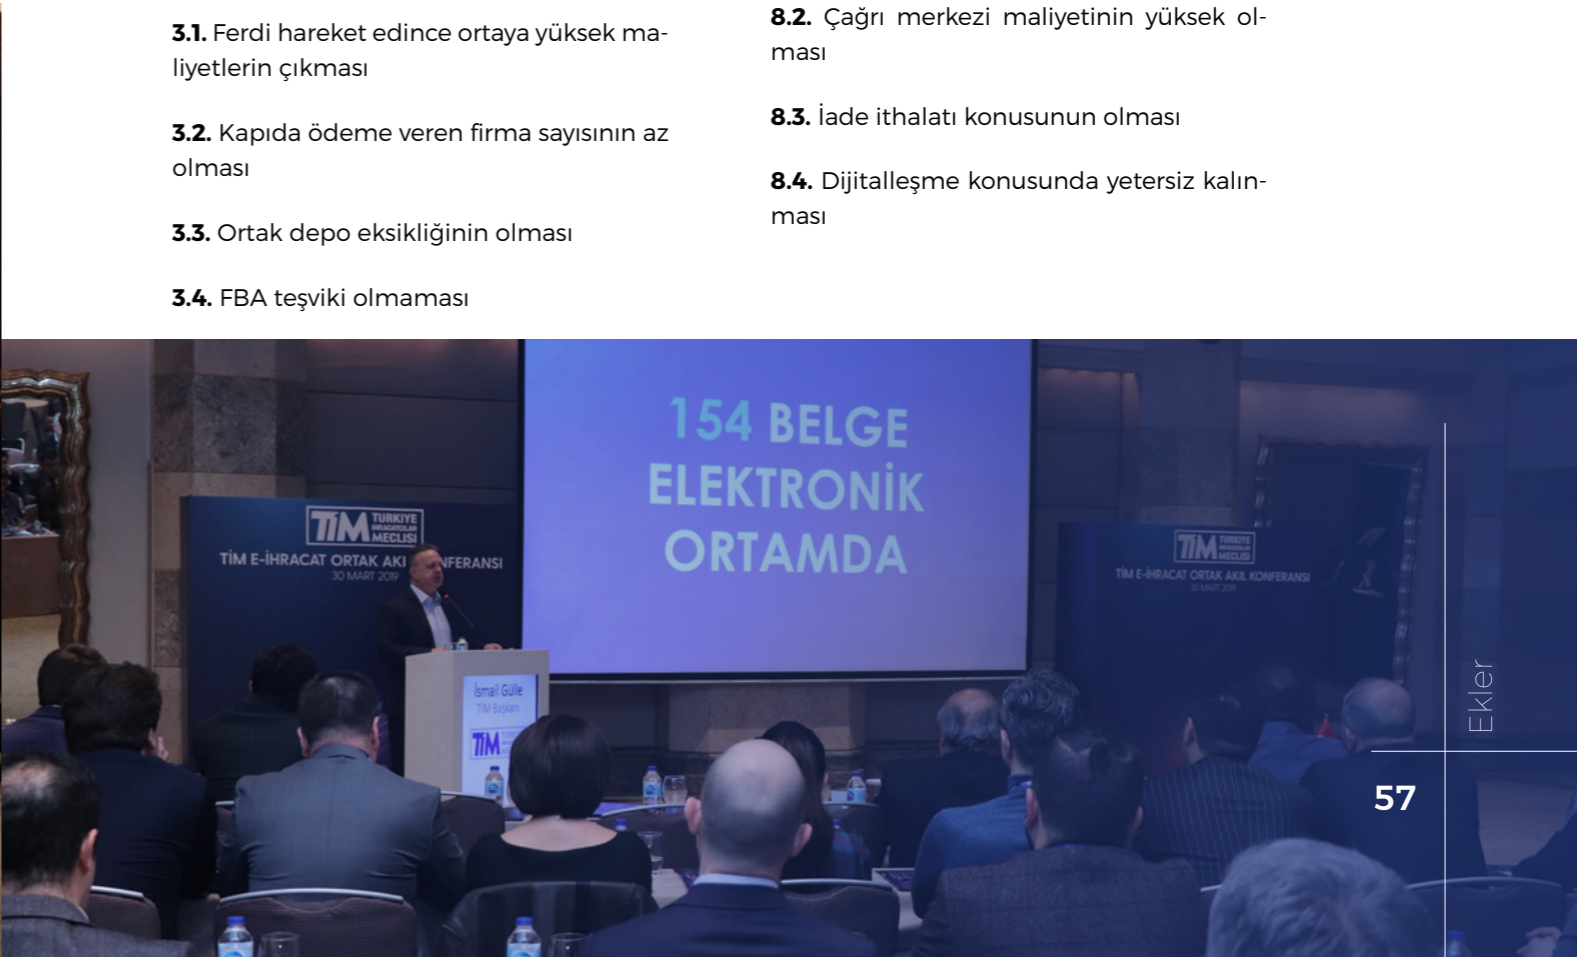 3.1. Ferdi hareket edince ortaya yüksek ma-
liyetlerin çıkması
3.2. Kapıda ödeme veren firma sayısının az
olması
3.3. Ortak depo eksikliğinin olması
3.4. FBA teşviki olmaması
8.2. Çağrı merkezi maliyetinin yüksek ol-
ması
8.3. İade ithalatı konusunun olması
8.4. Dijitalleşme konusunda yetersiz kalın-
ması
154 BELGE
ELEKTRONİK
ORTAMDA
TİM TÜRKİYE
İHRACATÇILAR
MECLİSİ
TİM E-İHRACAT ORTAK AKI NFERANSI
30 MART 2019
TİM TÜRKİYE
İHRACATÇILAR
MECLİSİ
TİM E-İHRACAT ORTAK AKIL KONFERANSI
30 MART 2019
İsmail Gülle
TİM Başkanı
TİM
Ekler
57